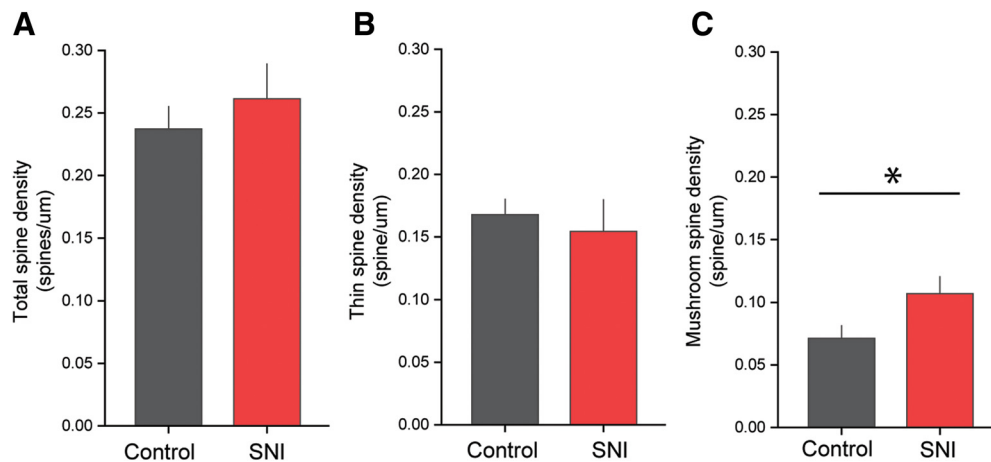 A
B
C
Total spine density
(spines/um)
0.30
0.25
0.20
0.15
0.10
0.05
0.00
Control
SNI
Thin spine density
(spine/um)
0.30
0.25
0.20
0.15
0.10
0.05
0.00
Control
SNI
Mushroom spine density
(spine/um)
0.30
0.25
0.20
0.15
0.10
0.05
0.00
*
Control
SNI